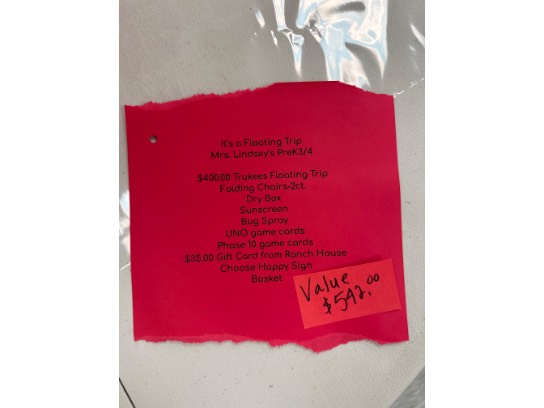 It's a Floating Trip
Mrs. Lindsey's PreK3/4
$400.00 Trukees Floating Trip
Folding Chairs-2ct.
Dry Box
Sunscreen
Bug Spray
UNO game cards
Phase 10 game cards
$35.00 Gift Card from Ranch House
Choose Happy Sign
Basket
Value
$542.00